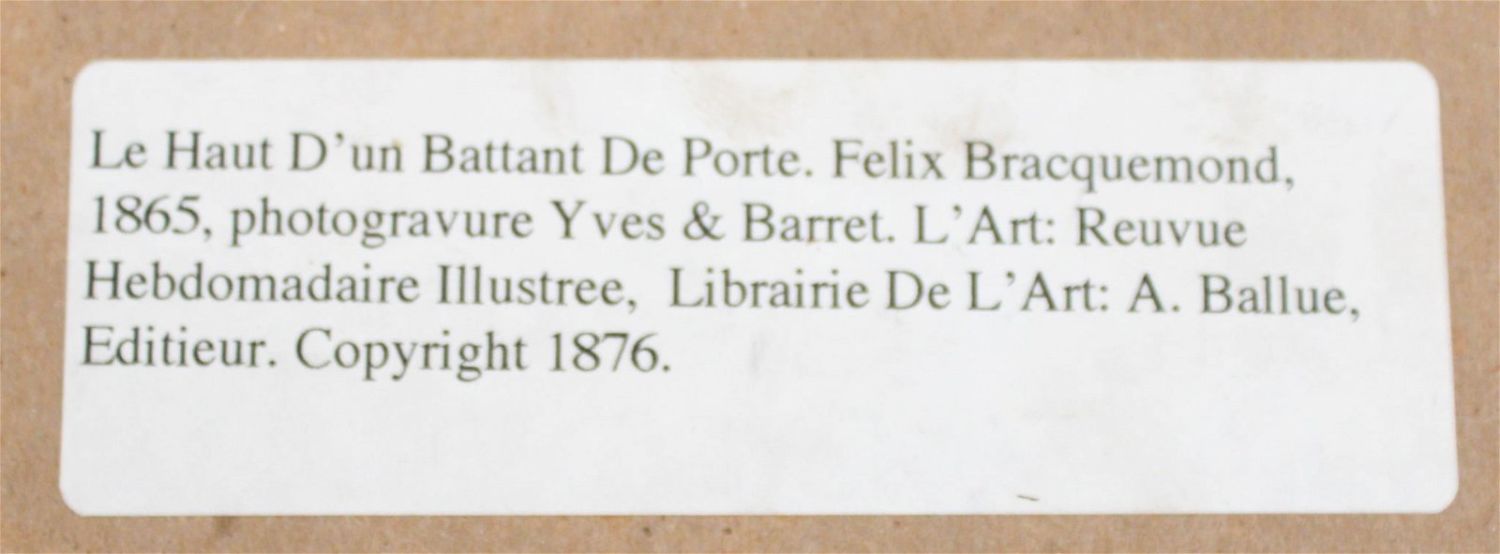 Le Haut D'un Battant De Porte. Felix Bracquemond,
1865, photogravure Yves & Barret. L'Art: Reuvue
Hebdomadaire Illustree, Librairie De L'Art: A. Ballue,
Editieur. Copyright 1876.